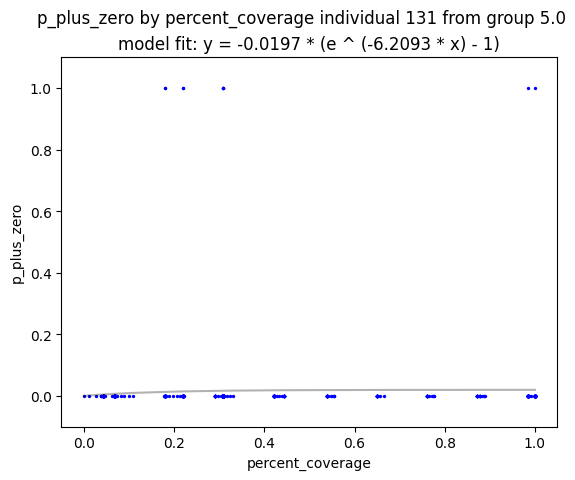 p_plus_zero by percent_coverage individual 131 from group 5.0
model fit: y = -0.0197 * (e ^ (-6.2093 * x) - 1)
1.0
0.8
0.6
0.4
0.2
0.0
p_plus_zero
0.0 0.2 0.4 0.6 0.8 1.0
percent_coverage